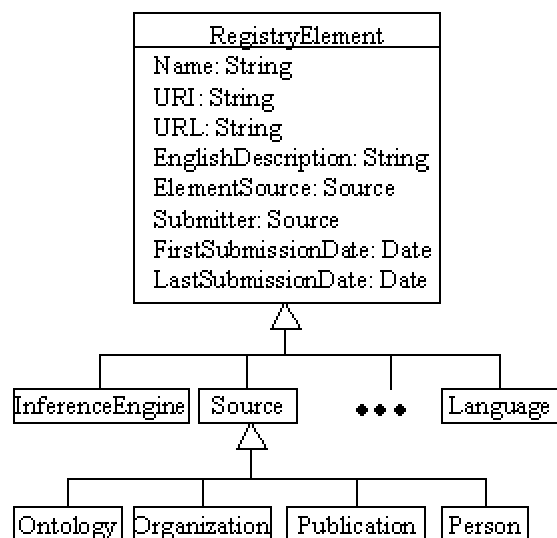 RegistryElement
Name: String
URI: String
URL: String
EnglishDescription: String
ElementSource: Source
Submitter: Source
FirstSubmissionDate: Date
LastSubmissionDate: Date
InferenceEngine Source ••• Language
Ontology Organization Publication Person